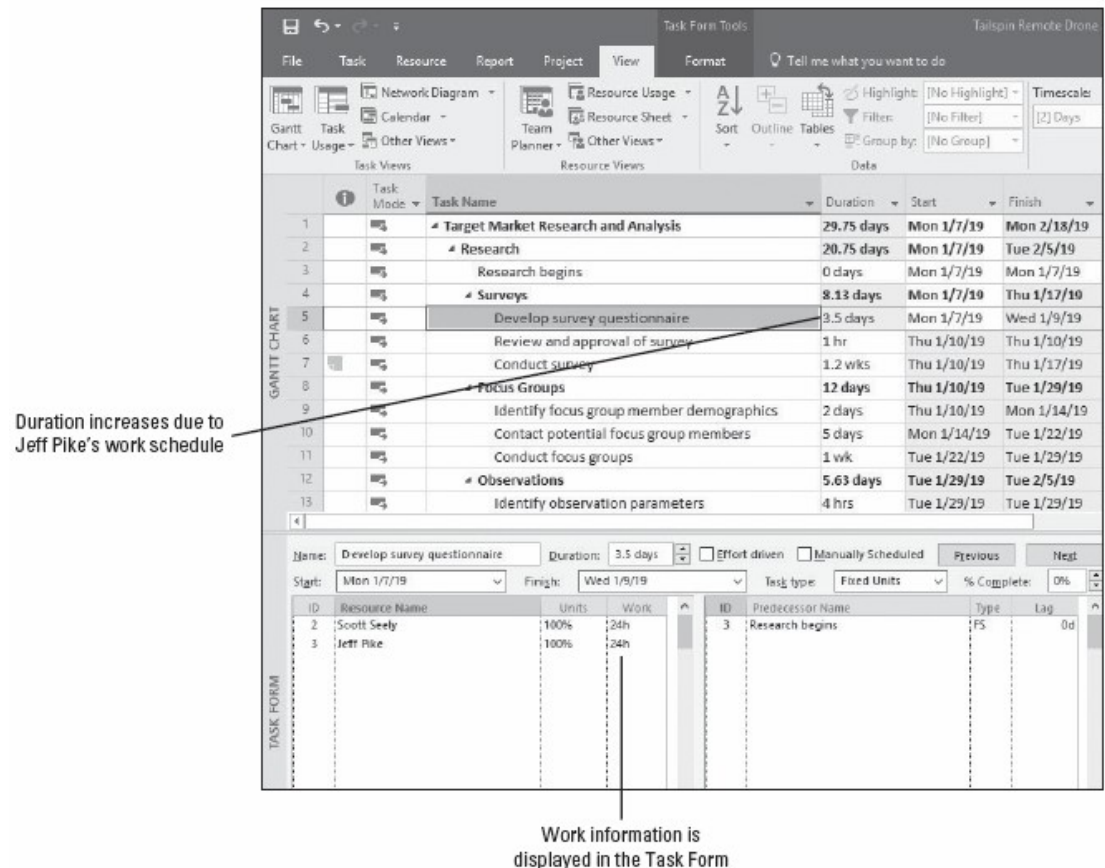 Task Form Tools
Tailspin Remote Drone
File Task Resource Report Project View Format Tell me what you want to do
Gantt Chart
Task Usage
Network Diagram
Calendar
Other Views
Task Views
Team Planner
Resource Usage
Resource Sheet
Other Views
Resource Views
Sort
Outline
Tables
Highlight: [No Highlight]
Filter: [No Filter]
Group by: [No Group]
Data
Timescale:
[2] Days
Task Mode Task Name Duration Start Finish
GANTT CHART
1 Target Market Research and Analysis 29.75 days Mon 1/7/19 Mon 2/18/19
2 Research 20.75 days Mon 1/7/19 Tue 2/5/19
3 Research begins 0 days Mon 1/7/19 Mon 1/7/19
4 Surveys 8.13 days Mon 1/7/19 Thu 1/17/19
5 Develop survey questionnaire 3.5 days Mon 1/7/19 Wed 1/9/19
6 Review and approval of survey 1 hr Thu 1/10/19 Thu 1/10/19
7 Conduct survey 1.2 wks Thu 1/10/19 Thu 1/17/19
8 Focus Groups 12 days Thu 1/10/19 Tue 1/29/19
9 Identify focus group member demographics 2 days Thu 1/10/19 Mon 1/14/19
10 Contact potential focus group members 5 days Mon 1/14/19 Tue 1/22/19
11 Conduct focus groups 1 wk Tue 1/22/19 Tue 1/29/19
12 Observations 5.63 days Tue 1/29/19 Tue 2/5/19
13 Identify observation parameters 4 hrs Tue 1/29/19 Tue 1/29/19
Duration increases due to
Jeff Pike's work schedule
Name: Develop survey questionnaire Duration: 3.5 days Effort driven Manually Scheduled Previous Next
Start: Mon 1/7/19 Finish: Wed 1/9/19 Task type: Fixed Units % Complete: 0%
ID Resource Name Units Work ID Predecessor Name Type Lag
2 Scott Seely 100% 24h 3 Research begins FS 0d
3 Jeff Pike 100% 24h
TASK FORM
Work information is
displayed in the Task Form